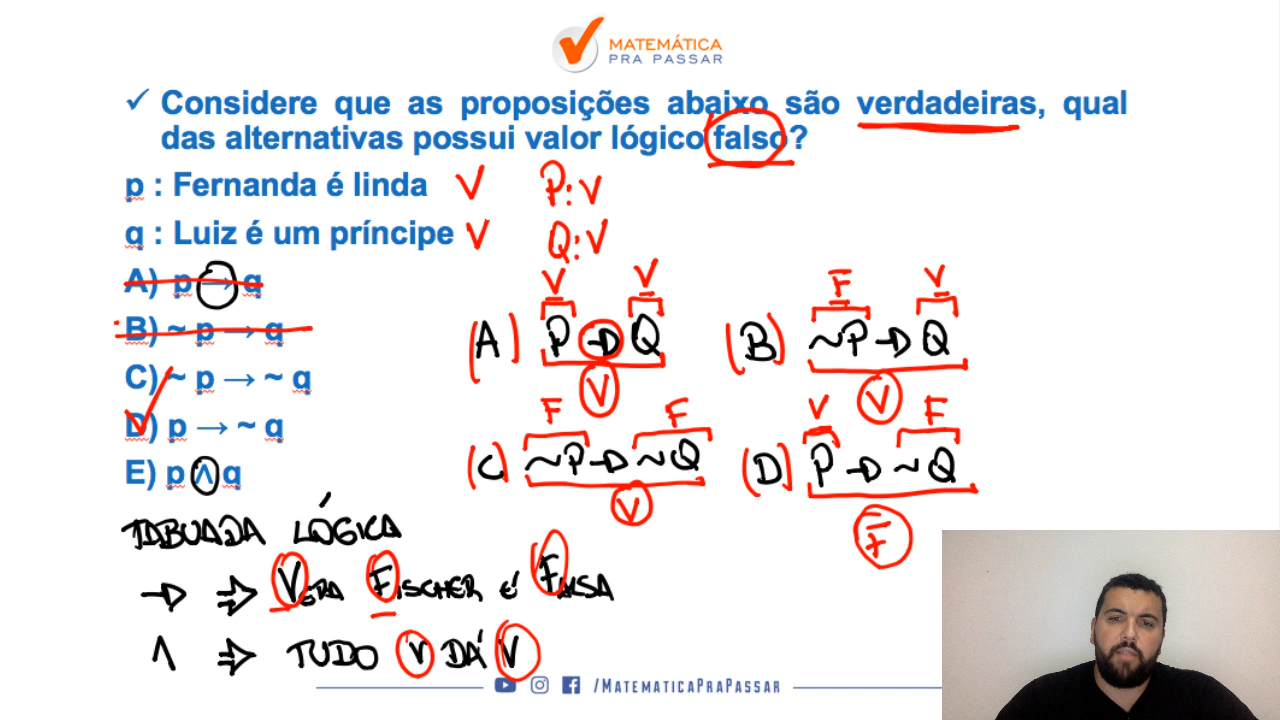 MATEMÁTICA
PRA PASSAR
✓ Considere que as proposições abaixo são verdadeiras, qual
das alternativas possui valor lógico falso?
p : Fernanda é linda V P: V
q : Luiz é um príncipe V Q: V
A) p → q
B) ~ p → q
C) ~ p → ~ q
D) p → ~ q
E) p ∧ q
V V F V
(A) P → Q (B) ~P → Q
V V
F F V F
(C) ~P → ~Q (D) P → ~Q
V F
TABUADA LÓGICA
→ ⇒ VERA FISCHER É FALSA
∧ ⇒ TUDO V DÁ V
/MATEMATICAPRAPASSAR